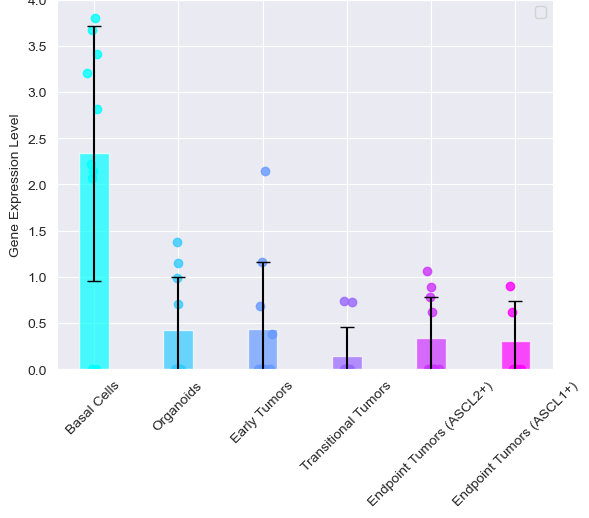 4.0
3.5
3.0
2.5
2.0
1.5
1.0
0.5
0.0
Gene Expression Level
Basal Cells
Organoids
Early Tumors
Transitional Tumors
Endpoint Tumors (ASCL2+)
Endpoint Tumors (ASCL1+)